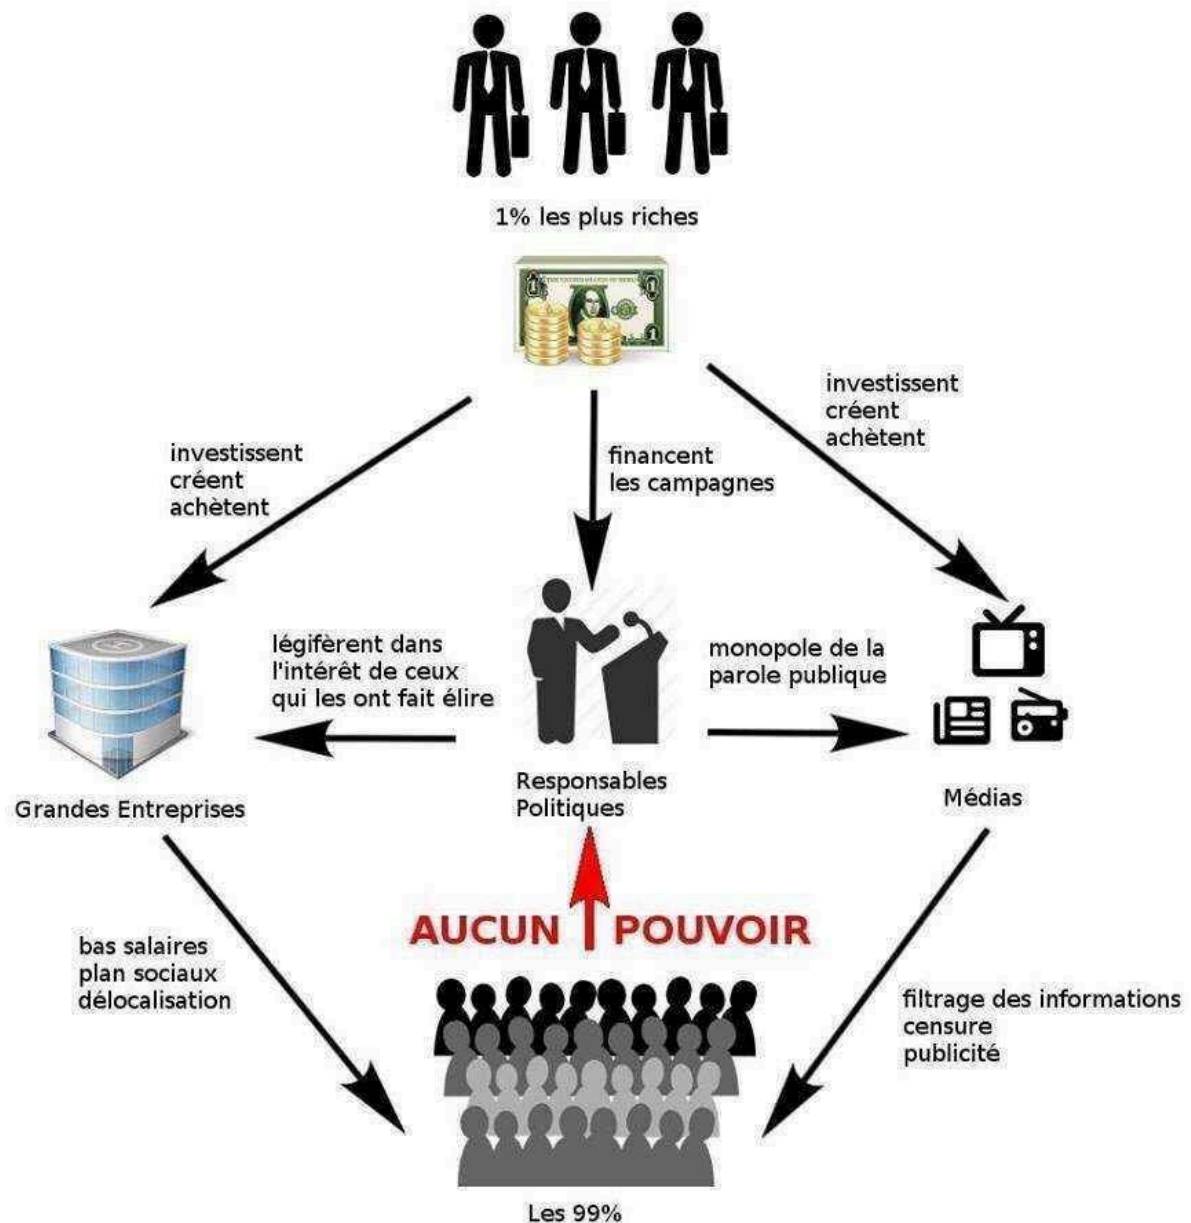 1% les plus riches
investissent
créent
achètent
financent
les campagnes
investissent
créent
achètent
légifèrent dans
l'intérêt de ceux
qui les ont fait élire
monopole de la
parole publique
Grandes Entreprises
Responsables
Politiques
Médias
AUCUN POUVOIR
bas salaires
plan sociaux
délocalisation
filtrage des informations
censure
publicité
Les 99%